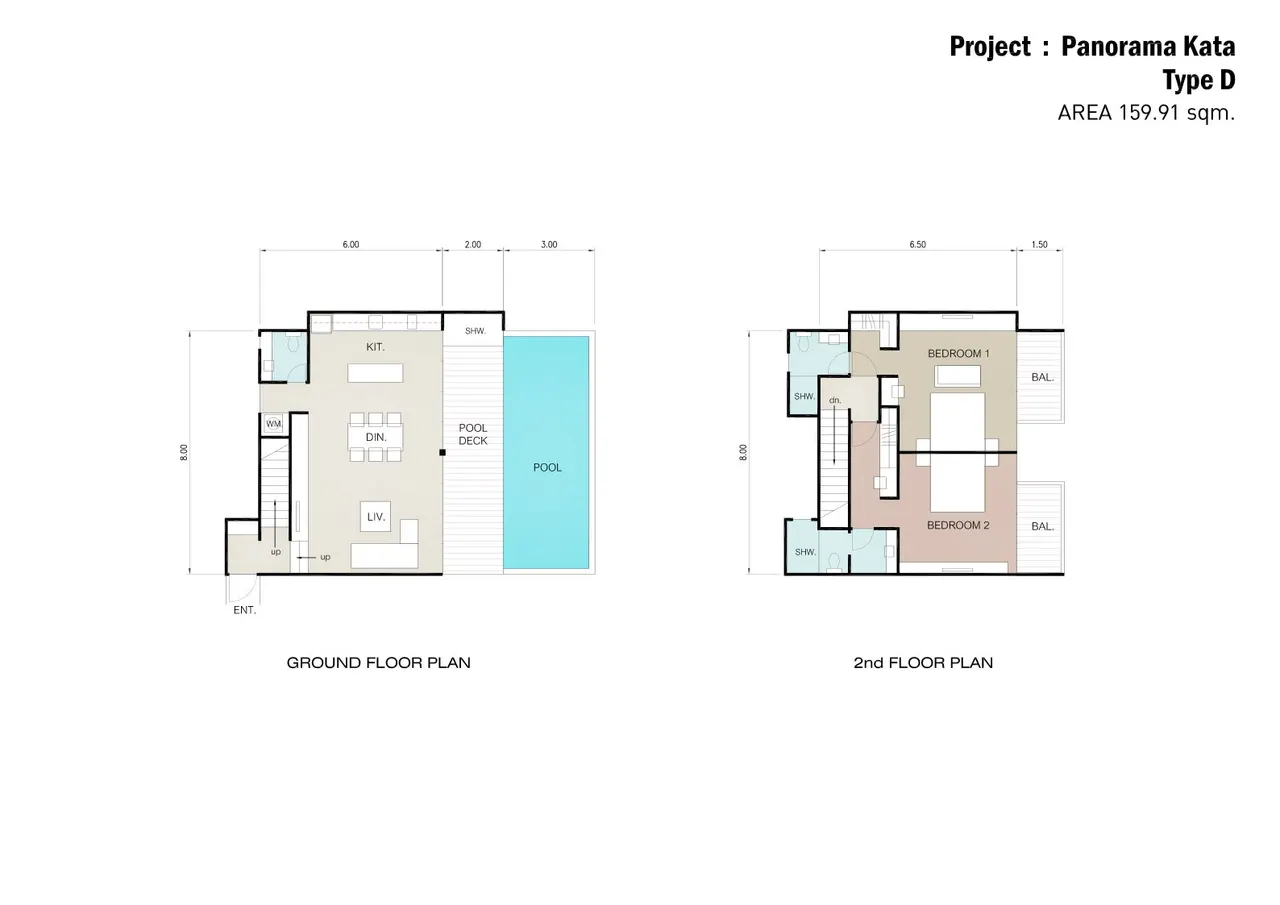 Project : Panorama Kata
Type D
AREA 159.91 sqm.
6.00
2.00
3.00
SHW.
KIT.
WM.
DIN.
POOL
DECK
8.00
POOL
LIV.
up
up
ENT.
GROUND FLOOR PLAN
6.50
1.50
BEDROOM 1
BAL.
SHW.
dn.
8.00
BEDROOM 2
BAL.
SHW.
2nd FLOOR PLAN